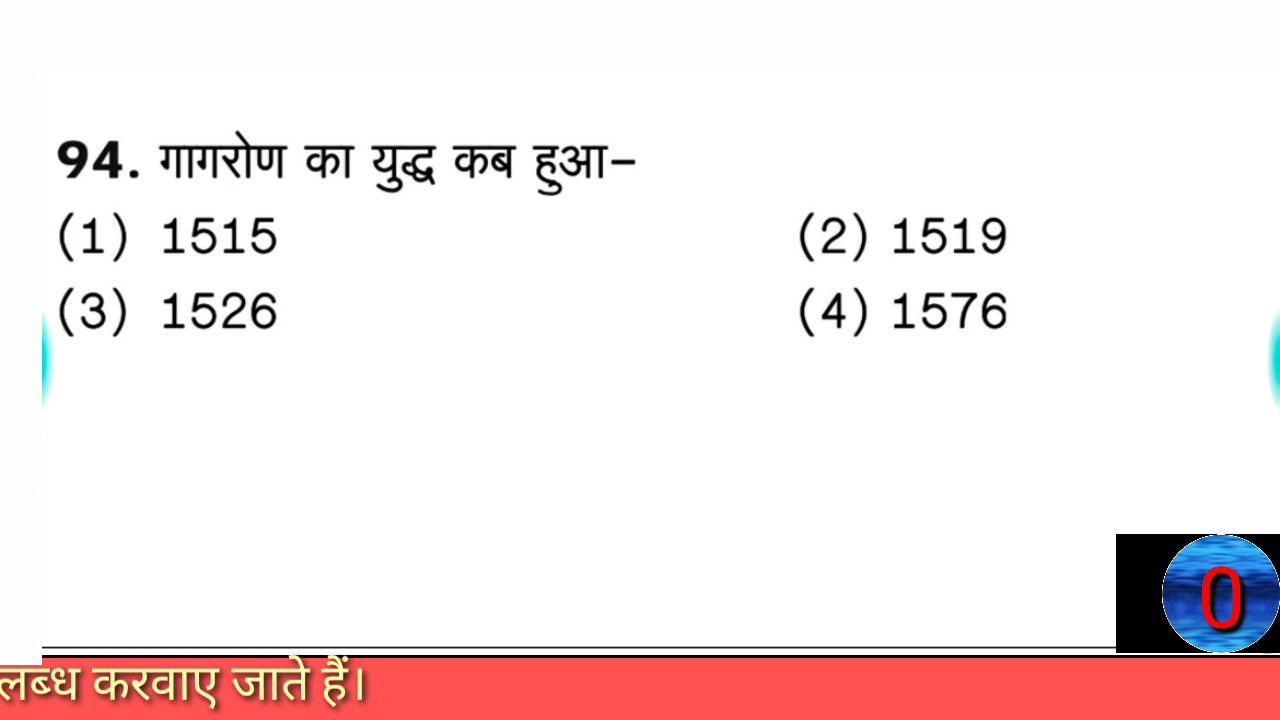 94. गागरोण का युद्ध कब हुआ–
(1) 1515 (2) 1519
(3) 1526 (4) 1576
0
लब्ध करवाए जाते हैं।